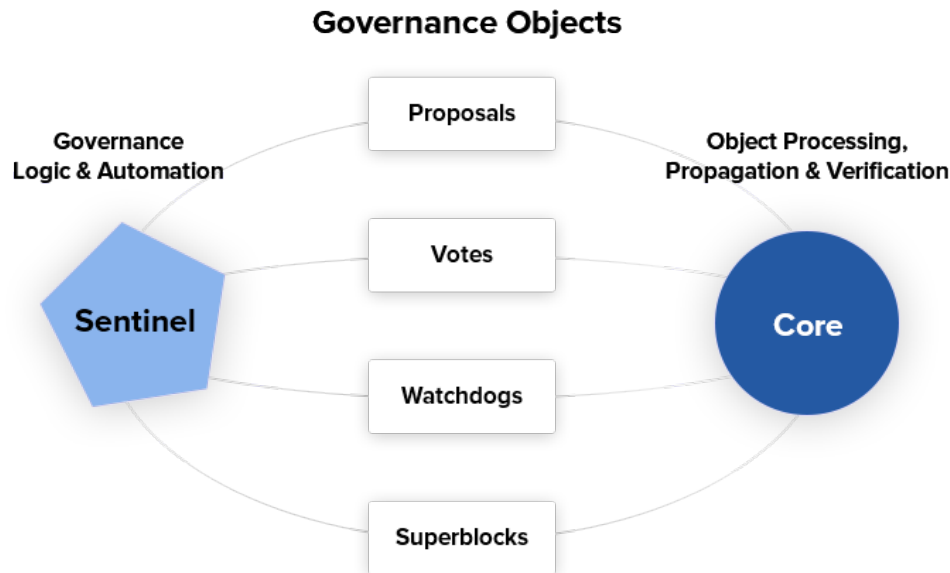 Governance Objects
Proposals
Governance
Logic & Automation
Object Processing,
Propagation & Verification
Votes
Sentinel
Core
Watchdogs
Superblocks